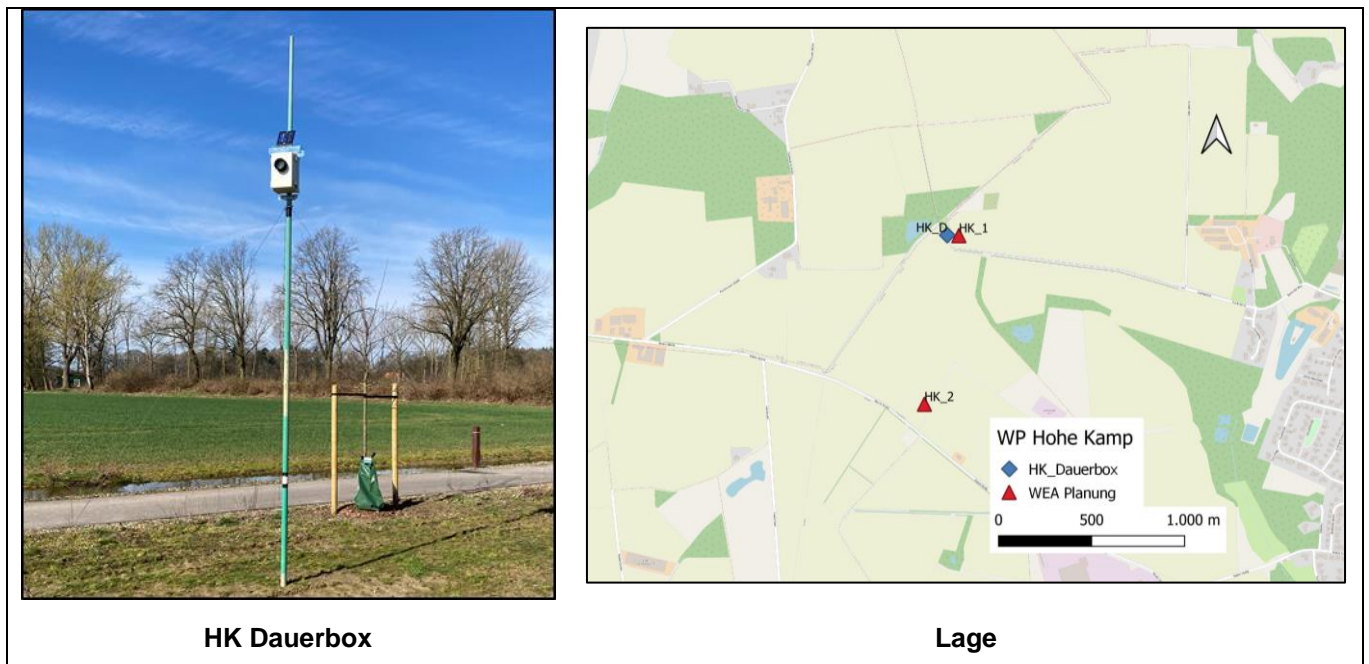 HK_D
HK_1
HK_2
WP Hohe Kamp
HK_Dauerbox
WEA Planung
0 500 1.000 m
HK Dauerbox
Lage